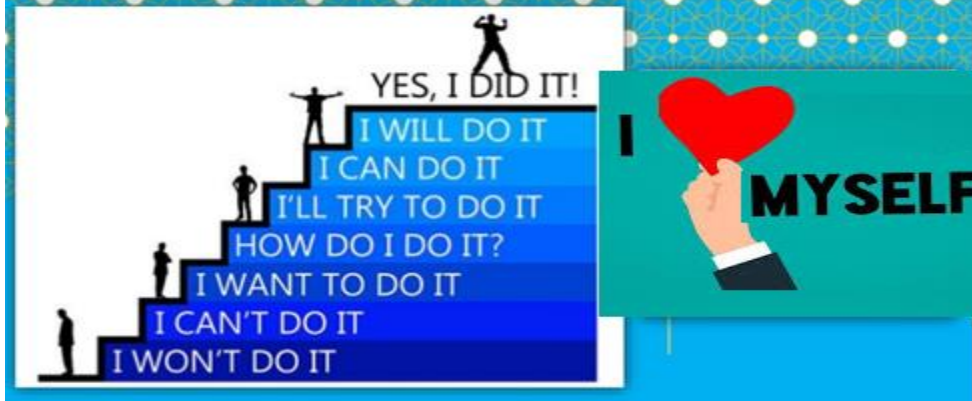 YES, I DID IT!
I WILL DO IT
I CAN DO IT
I'LL TRY TO DO IT
HOW DO I DO IT?
I WANT TO DO IT
I CAN'T DO IT
I WON'T DO IT
I
MYSELF